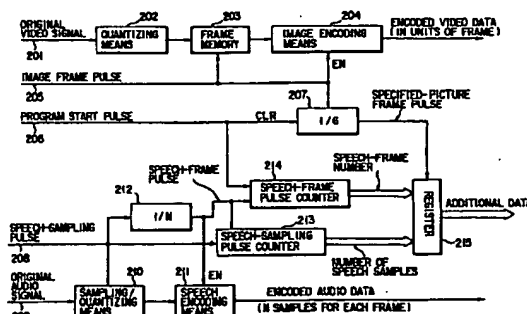 ORIGINAL VIDEO SIGNAL
201
202
QUANTIZING MEANS
203
FRAME MEMORY
204
IMAGE ENCODING MEANS
ENCODED VIDEO DATA (IN UNITS OF FRAME)
IMAGE FRAME PULSE
205
EN
207
SPECIFIED-PICTURE FRAME PULSE
PROGRAM START PULSE
206
CLR
1/G
SPEECH-FRAME PULSE
214
SPEECH-FRAME PULSE COUNTER
SPEECH-FRAME NUMBER
212
1/N
213
SPEECH-SAMPLING PULSE COUNTER
REGISTER
ADDITIONAL DATA
215
SPEECH-SAMPLING PULSE
208
NUMBER OF SPEECH SAMPLES
ORIGINAL AUDIO SIGNAL
210
SAMPLING/ QUANTIZING MEANS
211
EN
SPEECH ENCODING MEANS
ENCODED AUDIO DATA
(N SAMPLES FOR EACH FRAME)